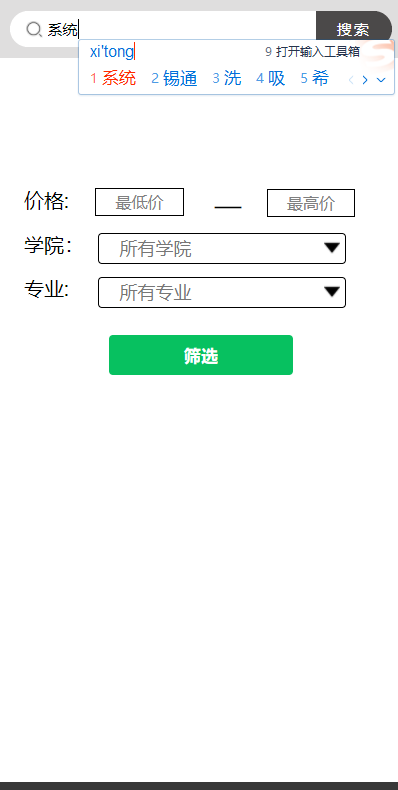 系统 搜索
xi'tong 9 打开输入工具箱
1 系统 2 锡通 3 洗 4 吸 5 希
价格: 最低价 — 最高价
学院: 所有学院
专业: 所有专业
筛选